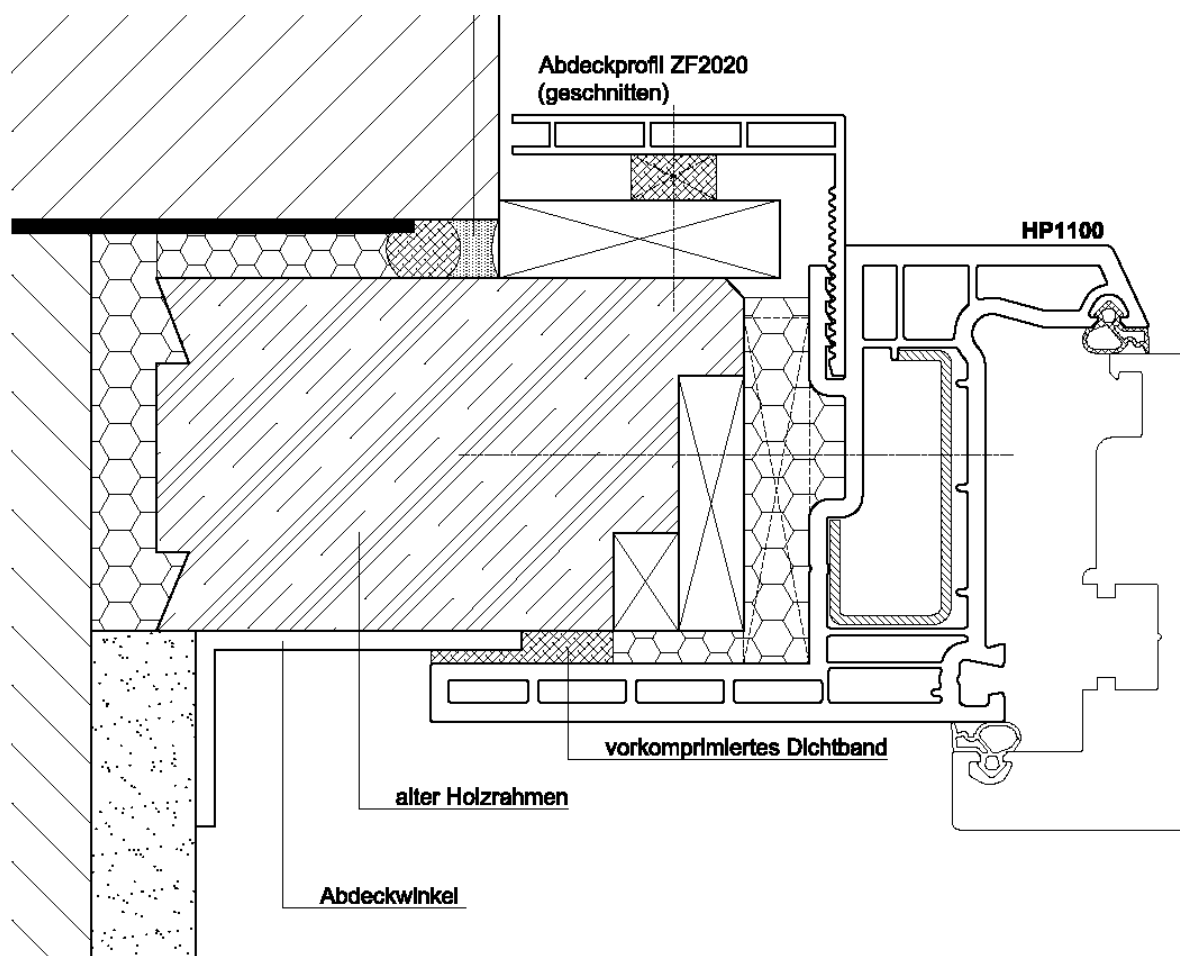 Abdeckprofil ZF2020
(geschnitten)
HP1100
vorkomprimiertes Dichtband
alter Holzrahmen
Abdeckwinkel